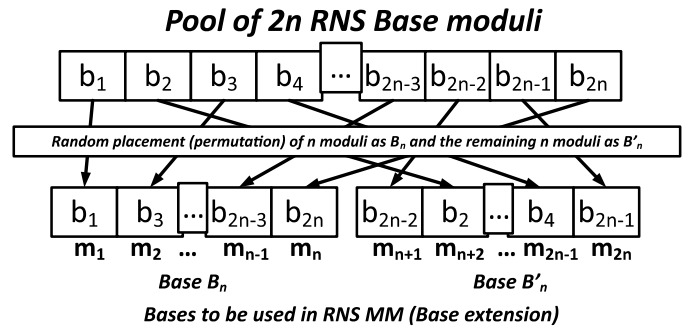 Pool of 2n RNS Base moduli
b₁ b₂ b₃ b₄ ... b₂ₙ₋₃ b₂ₙ₋₂ b₂ₙ₋₁ b₂ₙ
Random placement (permutation) of n moduli as Bₙ and the remaining n moduli as B'ₙ
b₁ b₃ ... b₂ₙ₋₃ b₂ₙ b₂ₙ₋₂ b₂ ... b₄ b₂ₙ₋₁
m₁ m₂ ... mₙ₋₁ mₙ mₙ₊₁ mₙ₊₂ ... m₂ₙ₋₁ m₂ₙ
Base Bₙ Base B'ₙ
Bases to be used in RNS MM (Base extension)